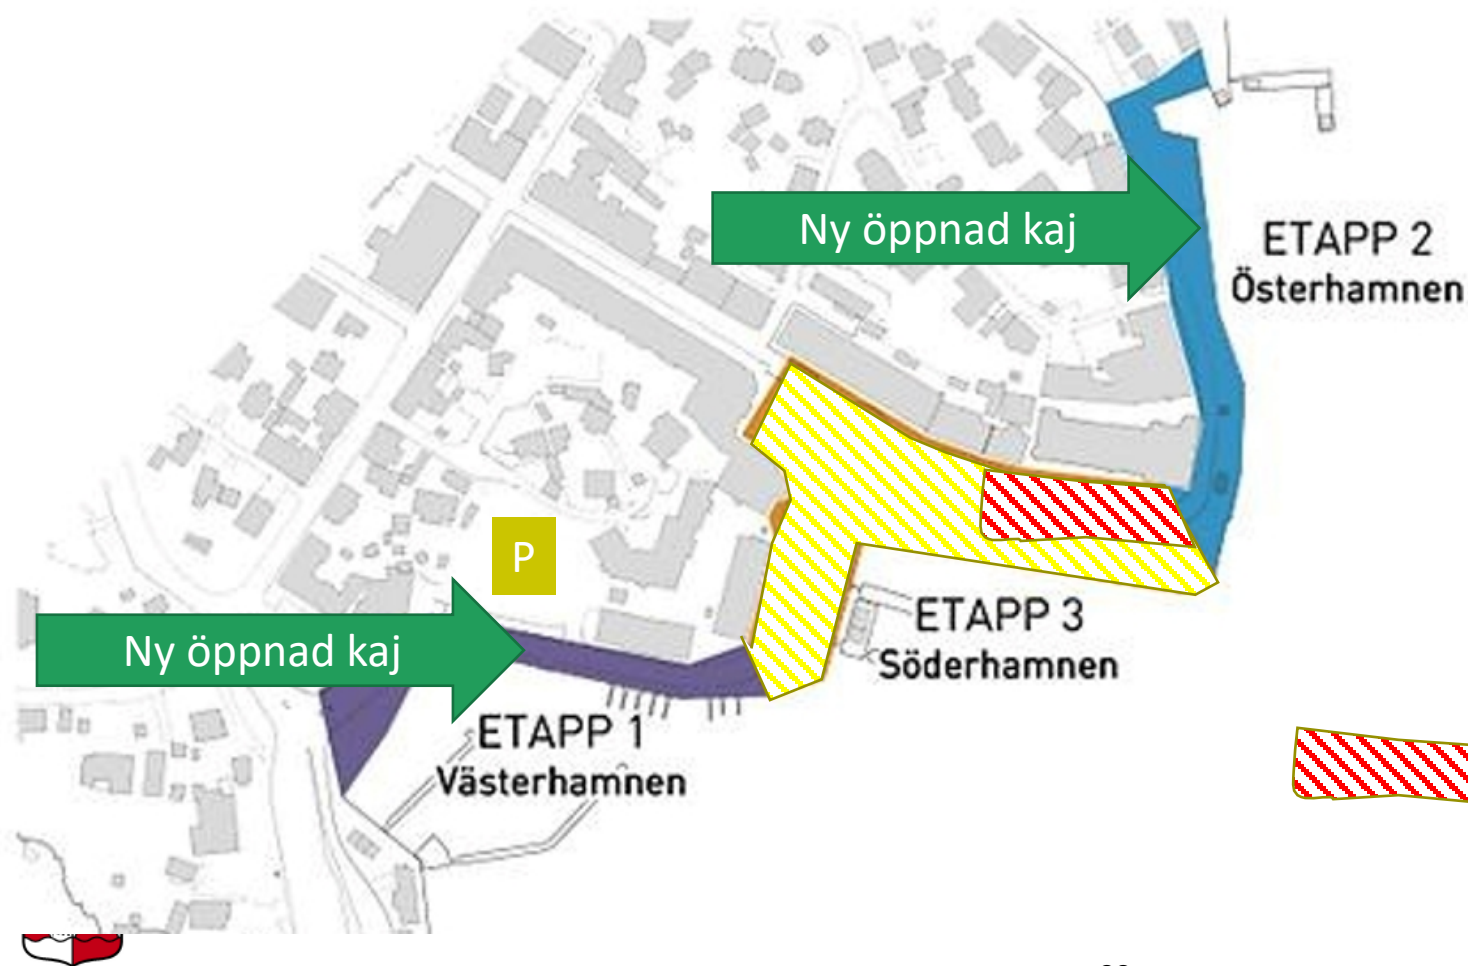 Ny öppnad kaj
ETAPP 2
Österhamnen
P
ETAPP 3
Söderhamnen
Ny öppnad kaj
ETAPP 1
Västerhamnen